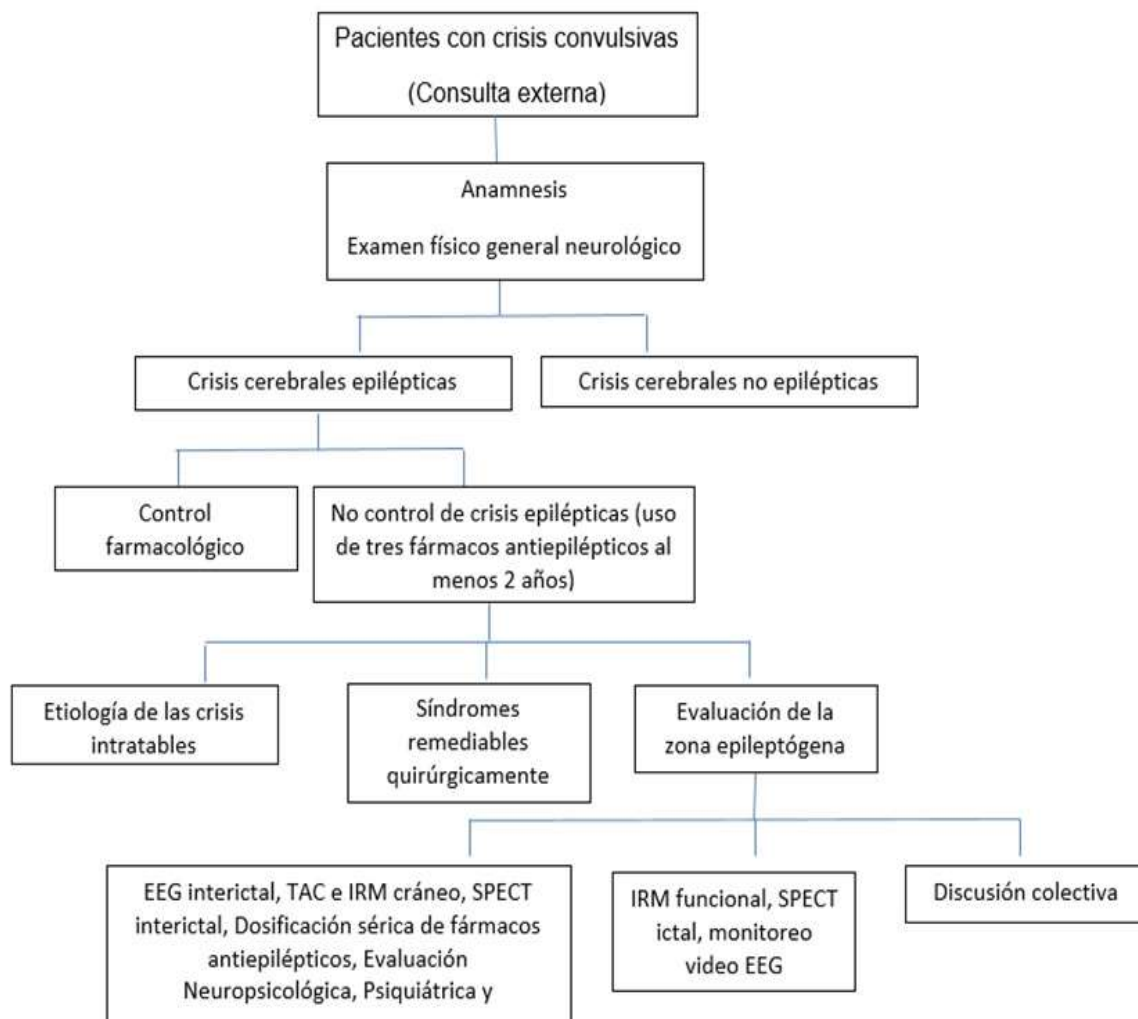 Pacientes con crisis convulsivas
(Consulta externa)
Anamnesis
Examen físico general neurológico
Crisis cerebrales epilépticas
Crisis cerebrales no epilépticas
Control
farmacológico
No control de crisis epilépticas (uso
de tres fármacos antiepilépticos al
menos 2 años)
Etiología de las crisis
intratables
Síndromes
remediables
quirúrgicamente
Evaluación de la
zona epileptógena
EEG interictal, TAC e IRM cráneo, SPECT
interictal, Dosificación sérica de fármacos
antiepilépticos, Evaluación
Neuropsicológica, Psiquiátrica y
IRM funcional, SPECT
ictal, monitoreo
video EEG
Discusión colectiva